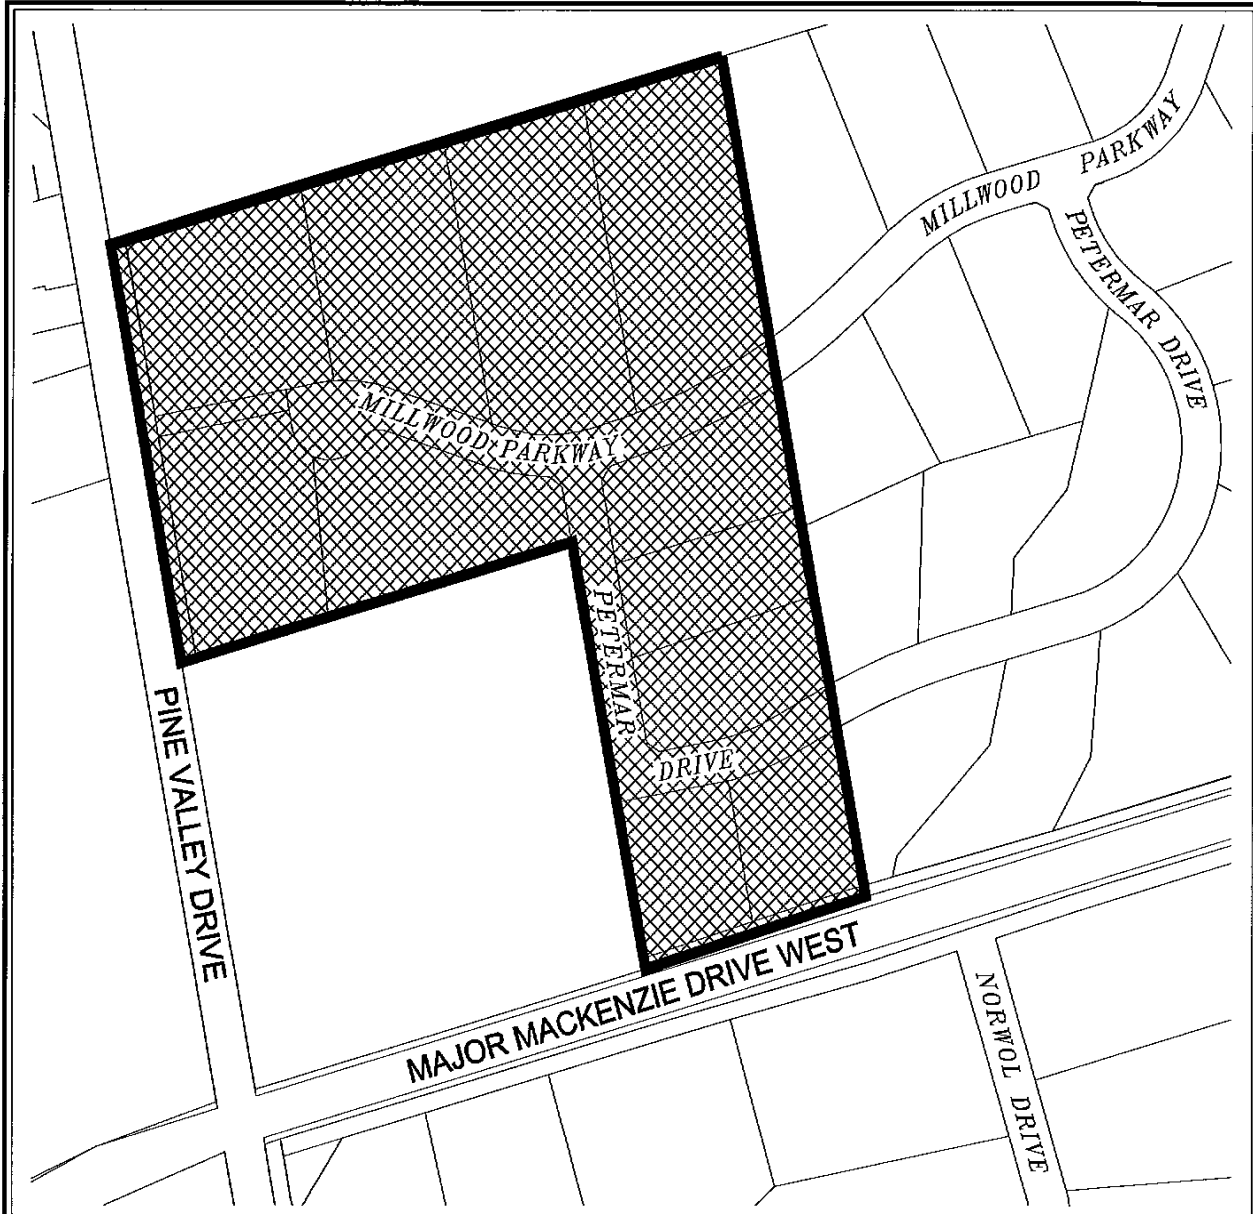 MILLWOOD PARKWAY
PETERMAR DRIVE
MILLWOOD PARKWAY
PETERMAR
DRIVE
PINE VALLEY DRIVE
MAJOR MACKENZIE DRIVE WEST
NORWOL DRIVE